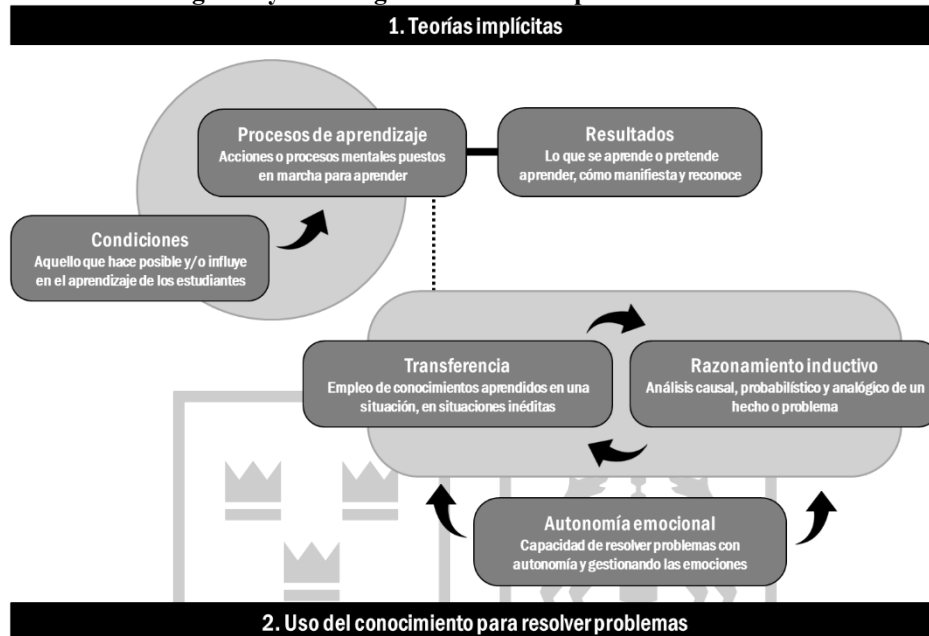 1. Teorías implícitas
Procesos de aprendizaje
Acciones o procesos mentales puestos
en marcha para aprender
Resultados
Lo que se aprende o pretende
aprender, cómo manifiesta y reconoce
Condiciones
Aquello que hace posible y/o influye
en el aprendizaje de los estudiantes
Transferencia
Empleo de conocimientos aprendidos en una
situación, en situaciones inéditas
Razonamiento inductivo
Análisis causal, probabilístico y analógico de un
hecho o problema
Autonomía emocional
Capacidad de resolver problemas con
autonomía y gestionando las emociones
2. Uso del conocimiento para resolver problemas